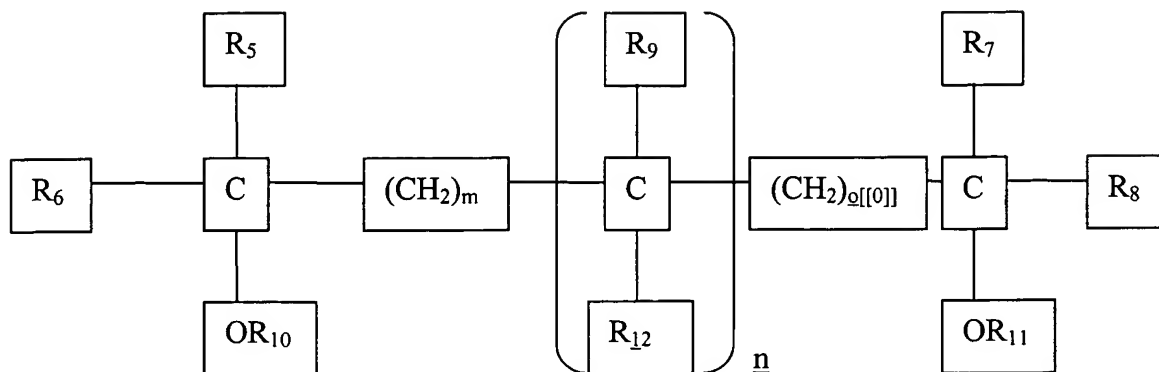 R5 R9 R7
R6 C (CH2)m C (CH2)o[[0]] C R8
OR10 R12 OR11
n